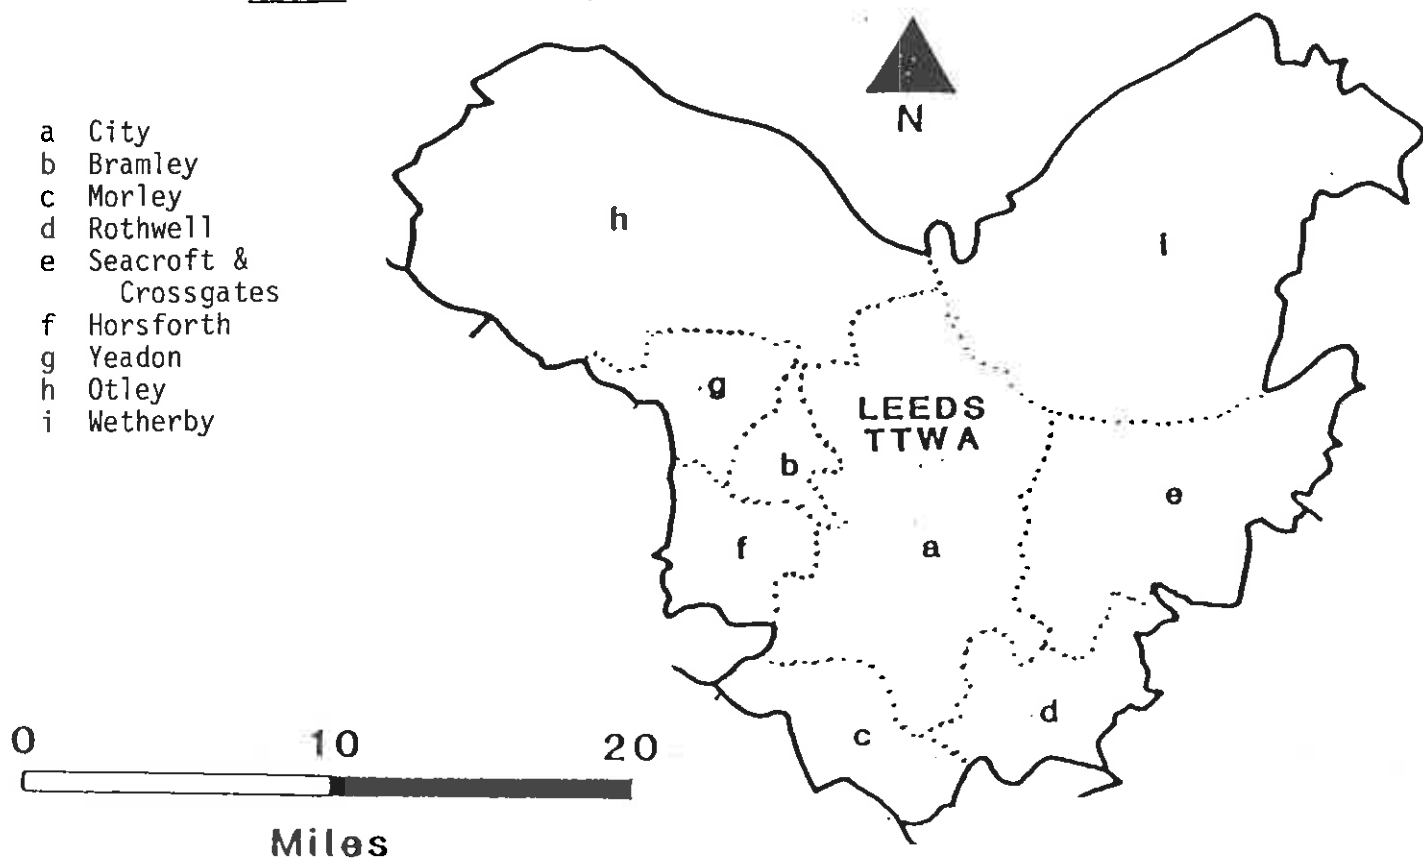 N
a City
b Bramley
c Morley
d Rothwell
e Seacroft &
Crossgates
f Horsforth
g Yeadon
h Otley
i Wetherby
h
i
g
LEEDS
TTWA
b
e
f
a
d
c
0 10 20
Miles